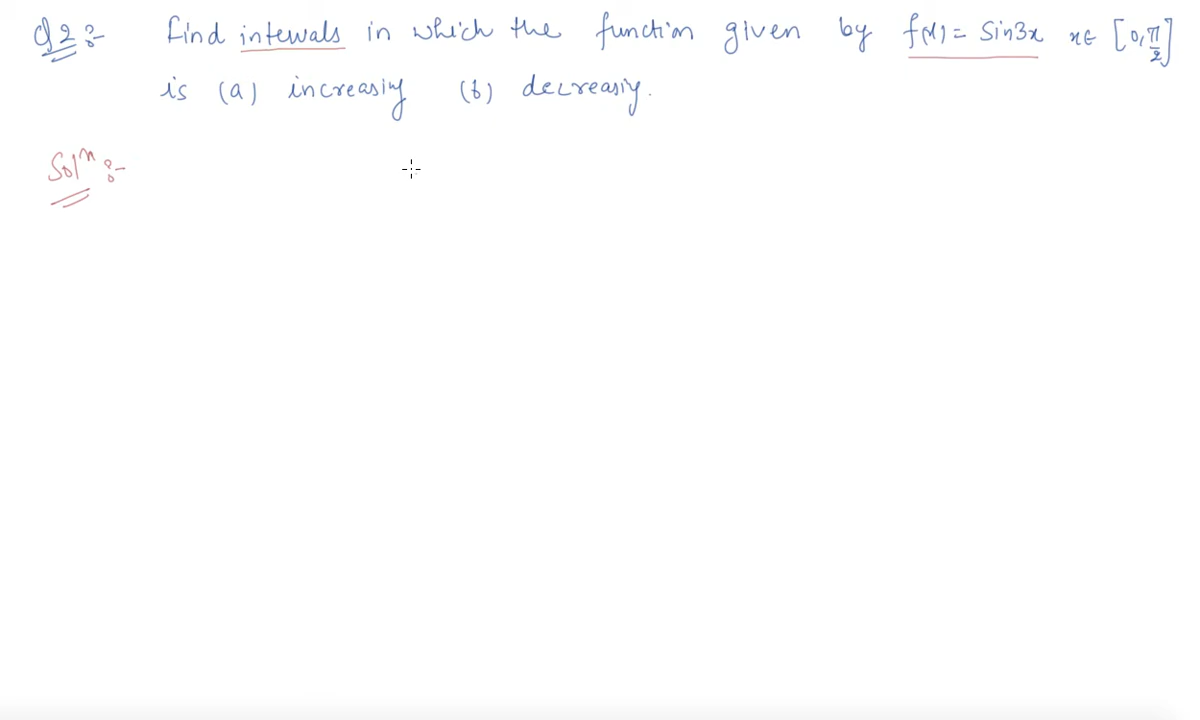 Q2:- Find intervals in which the function given by f(x) = Sin3x x∈ [0, π/2]
is (a) increasing (b) decreasing.
Solⁿ:-